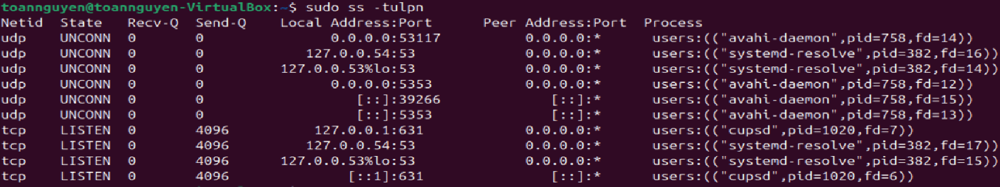 toannguyen@toannguyen-VirtualBox:~$ sudo ss -tulpn
Netid State Recv-Q Send-Q Local Address:Port Peer Address:Port Process
udp UNCONN 0 0 0.0.0.0:53117 0.0.0.0:* users:(("avahi-daemon",pid=758,fd=14))
udp UNCONN 0 0 127.0.0.54:53 0.0.0.0:* users:(("systemd-resolve",pid=382,fd=16))
udp UNCONN 0 0 127.0.0.53%lo:53 0.0.0.0:* users:(("systemd-resolve",pid=382,fd=14))
udp UNCONN 0 0 0.0.0.0:5353 0.0.0.0:* users:(("avahi-daemon",pid=758,fd=12))
udp UNCONN 0 0 [::]:39266 [::]:* users:(("avahi-daemon",pid=758,fd=15))
udp UNCONN 0 0 [::]:5353 [::]:* users:(("avahi-daemon",pid=758,fd=13))
tcp LISTEN 0 4096 127.0.0.1:631 0.0.0.0:* users:(("cupsd",pid=1020,fd=7))
tcp LISTEN 0 4096 127.0.0.54:53 0.0.0.0:* users:(("systemd-resolve",pid=382,fd=17))
tcp LISTEN 0 4096 127.0.0.53%lo:53 0.0.0.0:* users:(("systemd-resolve",pid=382,fd=15))
tcp LISTEN 0 4096 [::1]:631 [::]:* users:(("cupsd",pid=1020,fd=6))